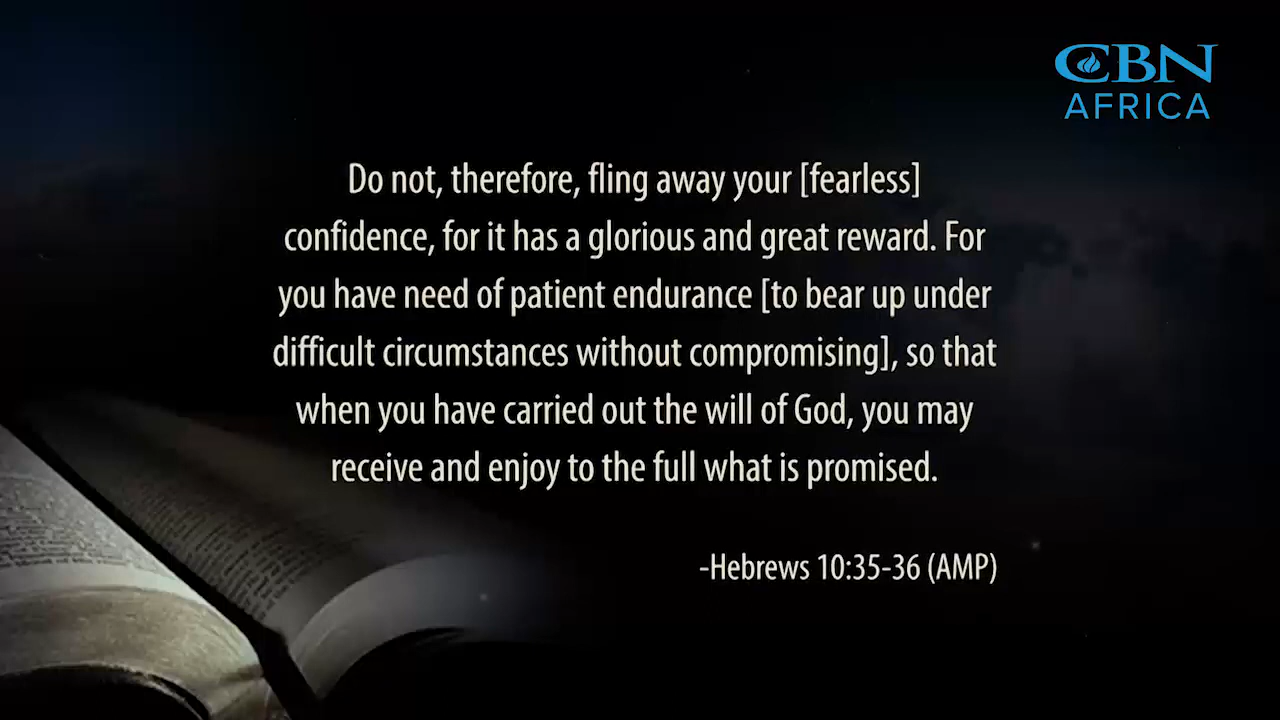 CBN
AFRICA
Do not, therefore, fling away your [fearless]
confidence, for it has a glorious and great reward. For
you have need of patient endurance [to bear up under
difficult circumstances without compromising], so that
when you have carried out the will of God, you may
receive and enjoy to the full what is promised.
-Hebrews 10:35-36 (AMP)